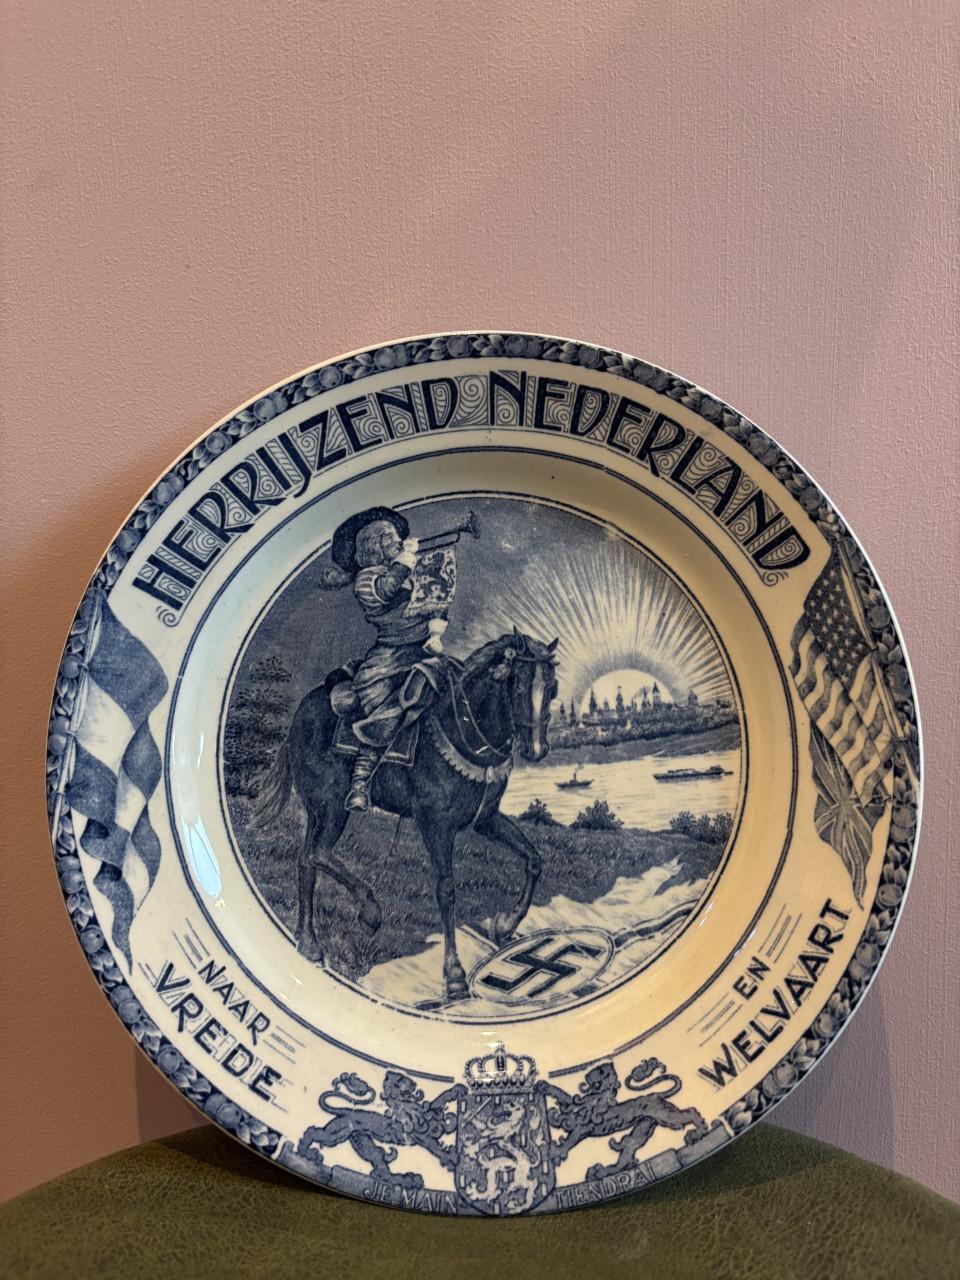 HERRIJZEND NEDERLAND
NAAR
VREDE
EN
WELVAART
JE MAIN TIENDRAI